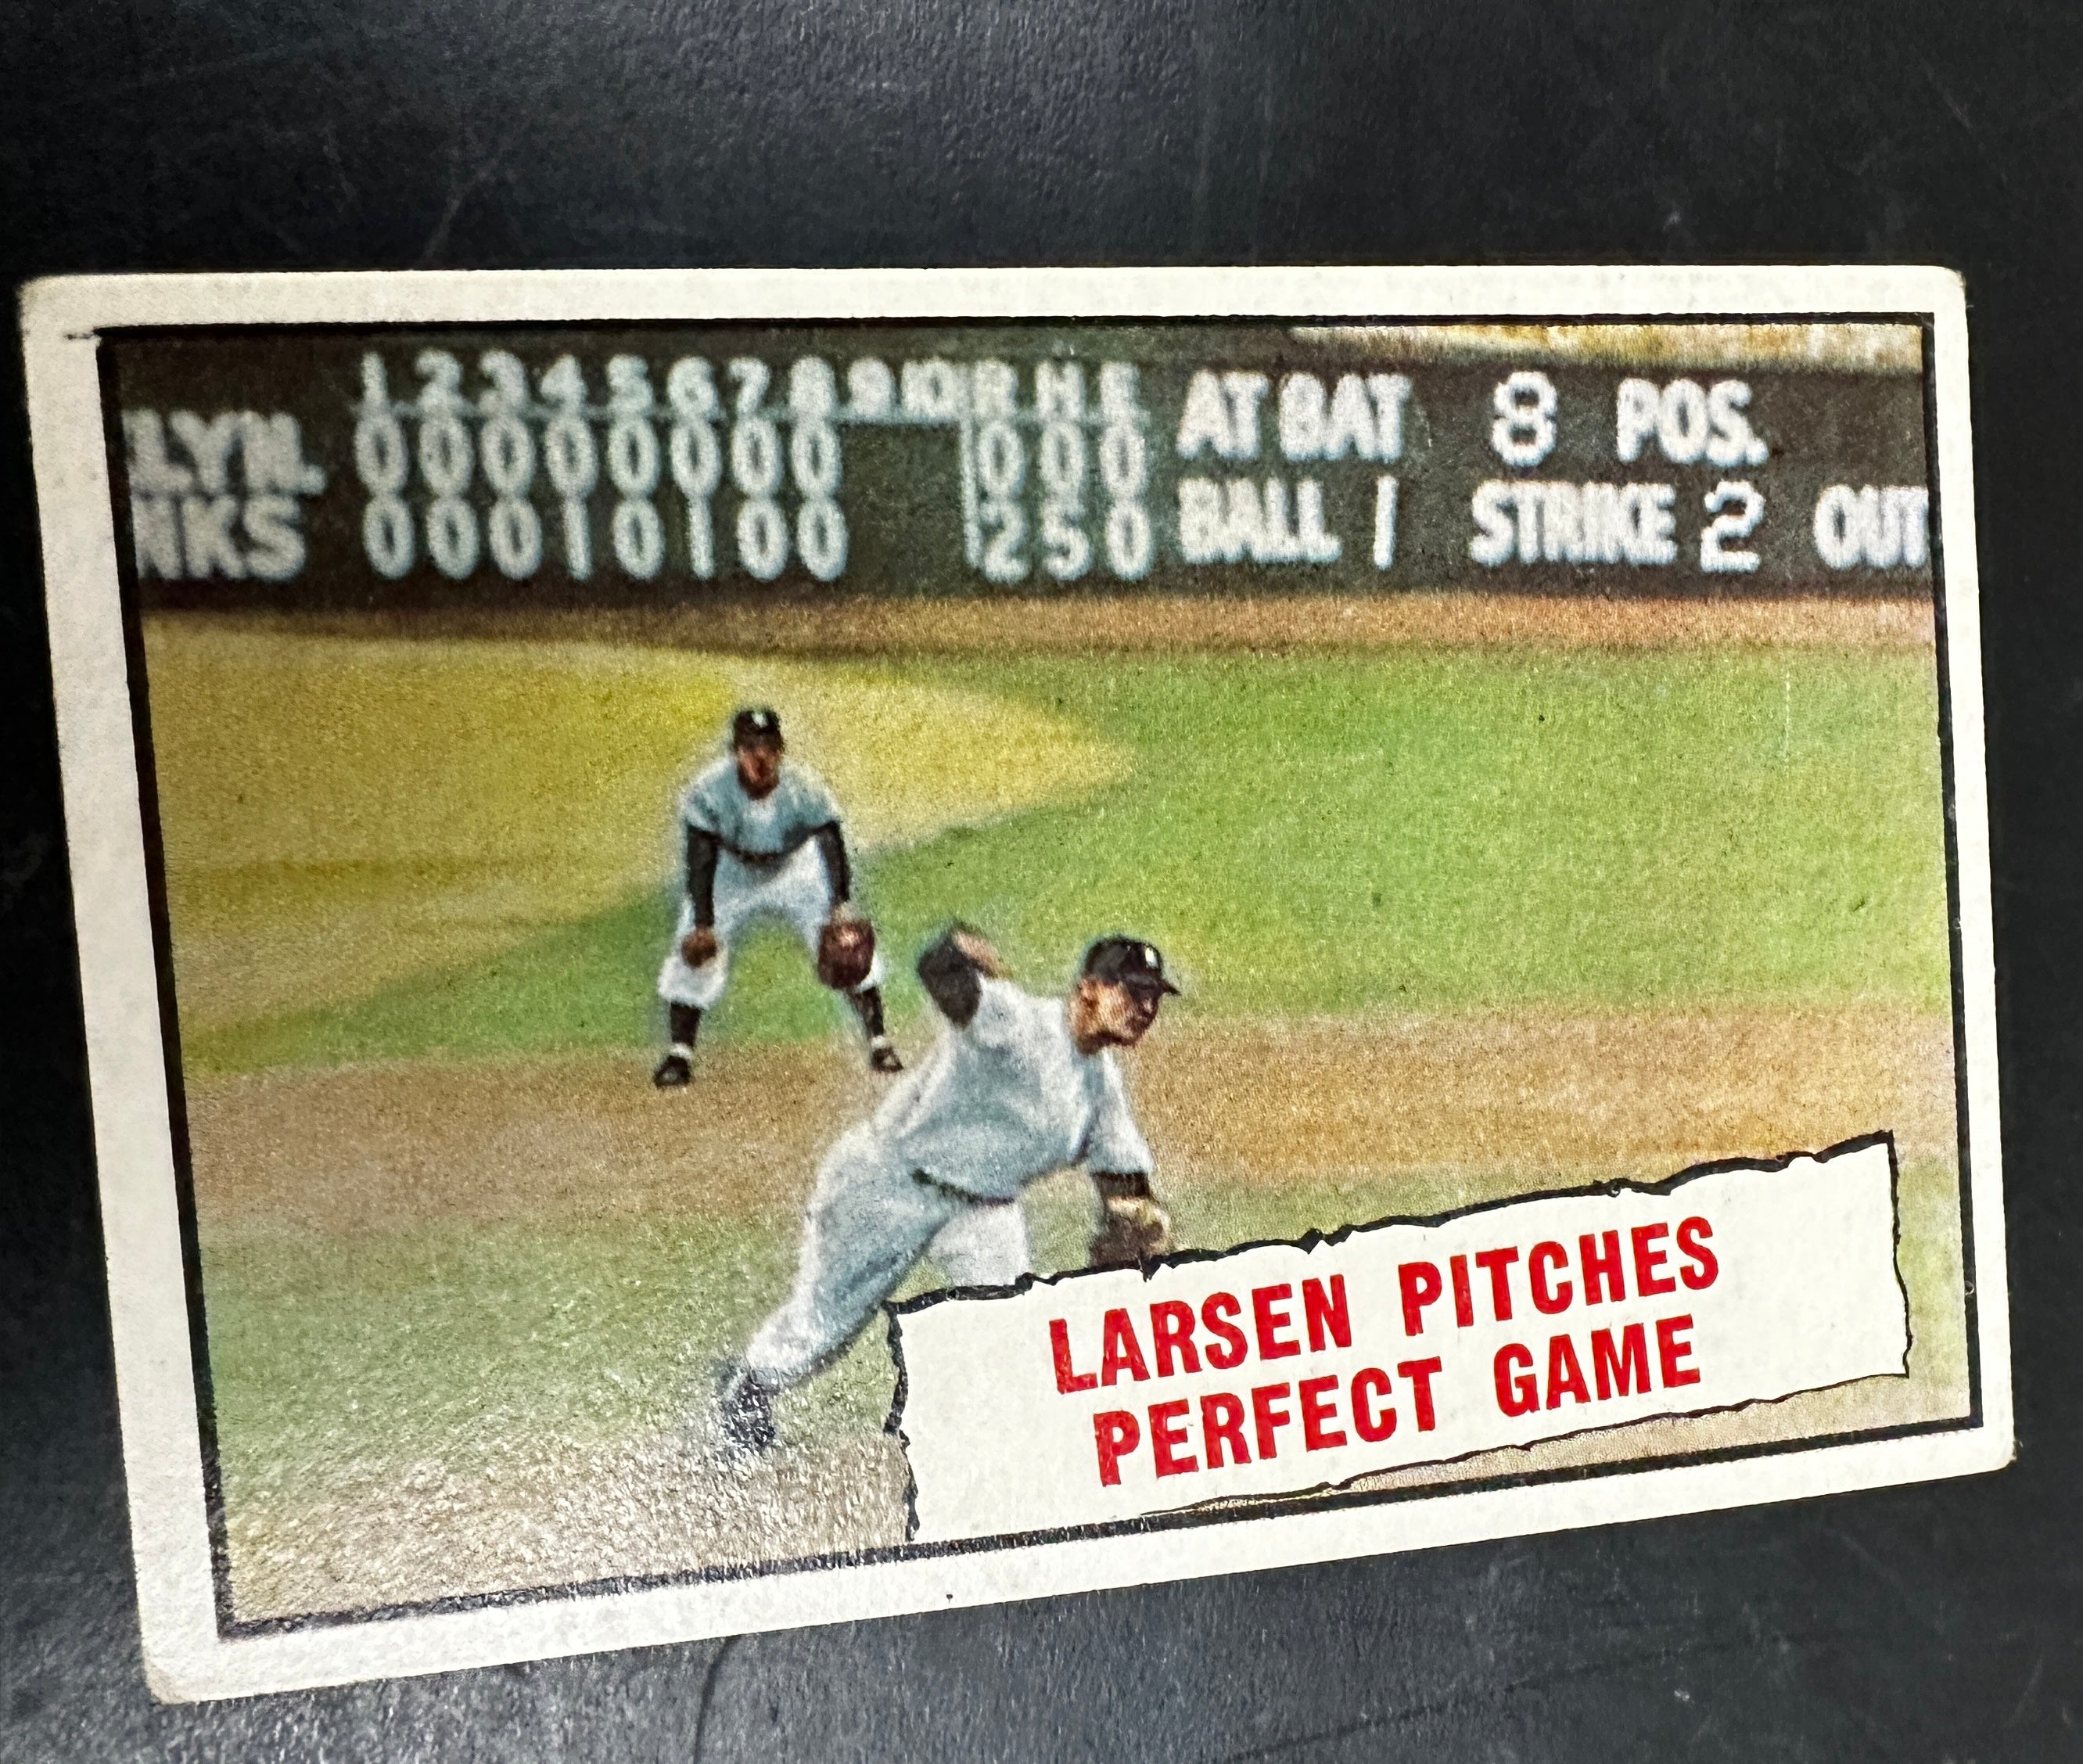 1 2 3 4 5 6 7 8 9 10 R H E AT BAT 8 POS.
LYN. 0 0 0 0 0 0 0 0 0 0 0 BALL 1 STRIKE 2 OUT
NKS 0 0 0 1 0 1 0 0 2 5 0
LARSEN PITCHES
PERFECT GAME